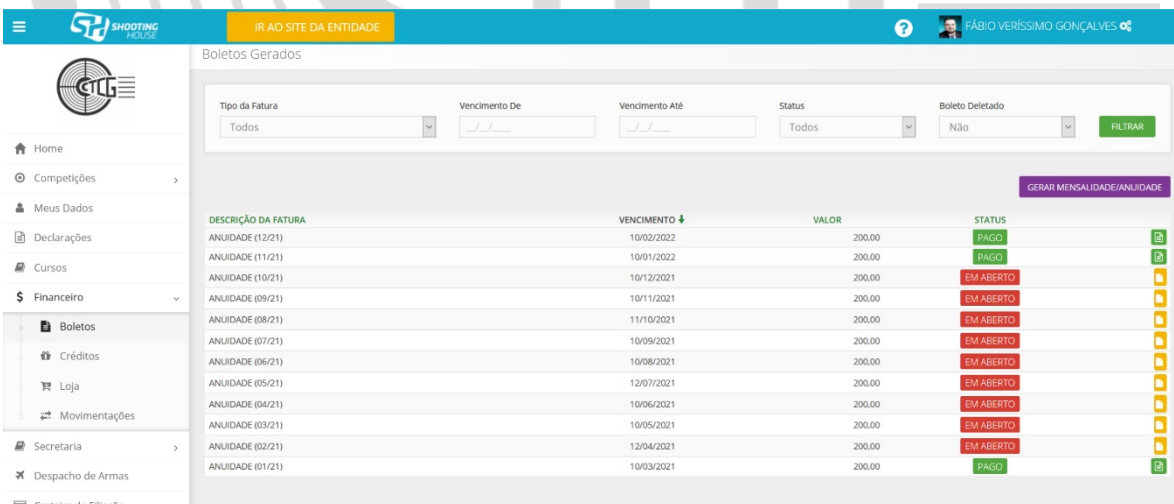 SH SHOOTING
HOUSE
IR AO SITE DA ENTIDADE
? FÁBIO VERÍSSIMO GONÇALVES
CTCG
Boletos Gerados
Tipo da Fatura Vencimento De Vencimento Até Status Boleto Deletado
Todos __/__/____ __/__/____ Todos Não FILTRAR
Home
Competições
Meus Dados
Declarações
Cursos
$ Financeiro
Boletos
Créditos
Loja
Movimentações
Secretaria
Despacho de Armas
GERAR MENSALIDADE/ANUIDADE
DESCRIÇÃO DA FATURA VENCIMENTO VALOR STATUS
ANUIDADE (12/21) 10/02/2022 200,00 PAGO
ANUIDADE (11/21) 10/01/2022 200,00 PAGO
ANUIDADE (10/21) 10/12/2021 200,00 EM ABERTO
ANUIDADE (09/21) 10/11/2021 200,00 EM ABERTO
ANUIDADE (08/21) 11/10/2021 200,00 EM ABERTO
ANUIDADE (07/21) 10/09/2021 200,00 EM ABERTO
ANUIDADE (06/21) 10/08/2021 200,00 EM ABERTO
ANUIDADE (05/21) 12/07/2021 200,00 EM ABERTO
ANUIDADE (04/21) 10/06/2021 200,00 EM ABERTO
ANUIDADE (03/21) 10/05/2021 200,00 EM ABERTO
ANUIDADE (02/21) 12/04/2021 200,00 EM ABERTO
ANUIDADE (01/21) 10/03/2021 200,00 PAGO